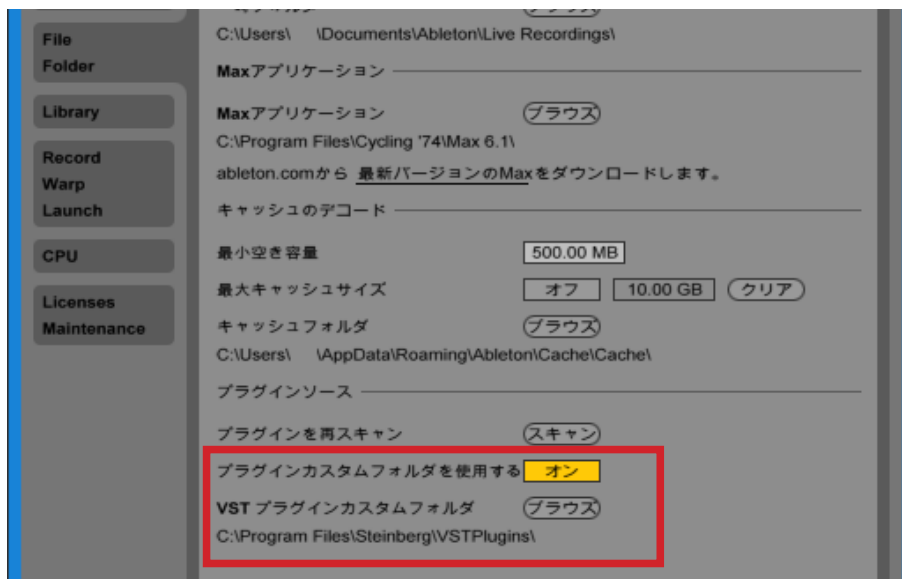 File
Folder
Library
Record
Warp
Launch
CPU
Licenses
Maintenance
C:\Users\ \Documents\Ableton\Live Recordings\
Maxアプリケーション
Maxアプリケーション ブラウズ
C:\Program Files\Cycling '74\Max 6.1\
ableton.comから 最新バージョンのMaxをダウンロードします。
キャッシュのデコード
最小空き容量 500.00 MB
最大キャッシュサイズ オフ 10.00 GB クリア
キャッシュフォルダ ブラウズ
C:\Users\ \AppData\Roaming\Ableton\Cache\Cache\
プラグインソース
プラグインを再スキャン スキャン
プラグインカスタムフォルダを使用する オン
VST プラグインカスタムフォルダ ブラウズ
C:\Program Files\Steinberg\VSTPlugins\